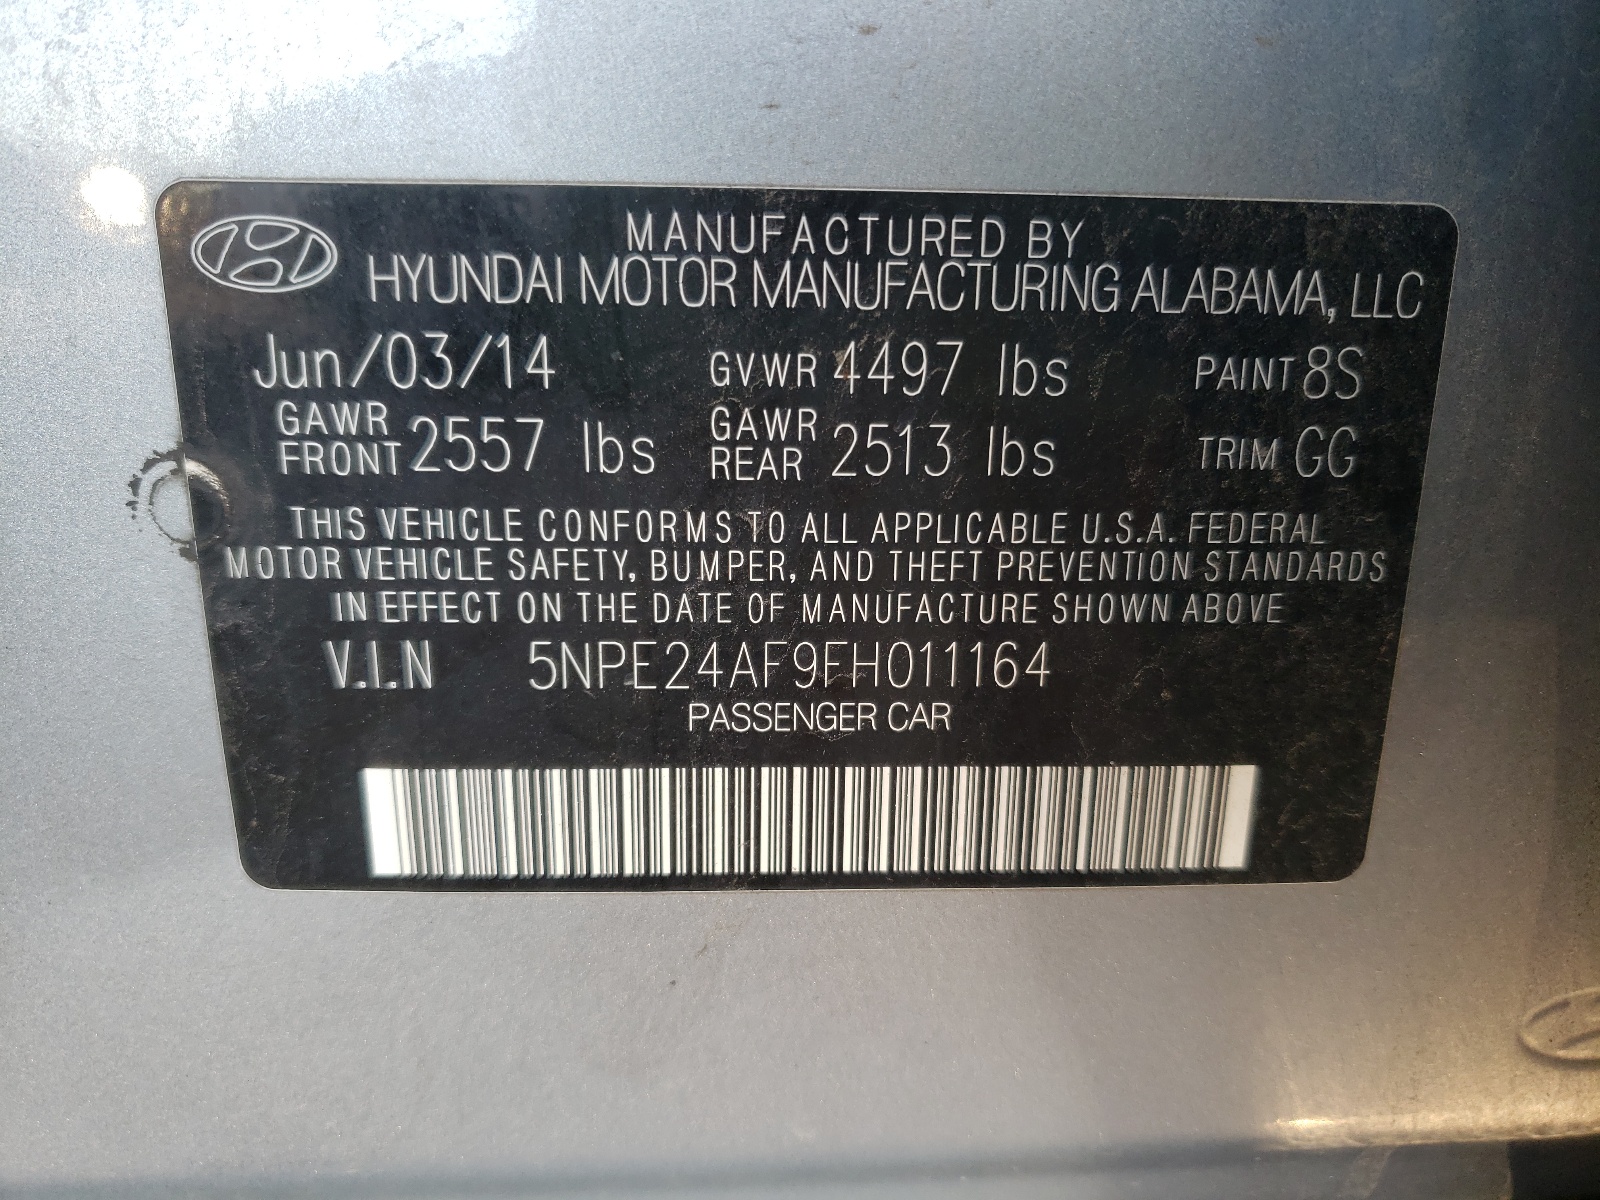 MANUFACTURED BY
HYUNDAI MOTOR MANUFACTURING ALABAMA, LLC
Jun/03/14 GVWR 4497 lbs PAINT 8S
GAWR FRONT 2557 lbs GAWR REAR 2513 lbs TRIM GG
THIS VEHICLE CONFORMS TO ALL APPLICABLE U.S.A. FEDERAL
MOTOR VEHICLE SAFETY, BUMPER, AND THEFT PREVENTION STANDARDS
IN EFFECT ON THE DATE OF MANUFACTURE SHOWN ABOVE
V.I.N 5NPE24AF9FH011164
PASSENGER CAR